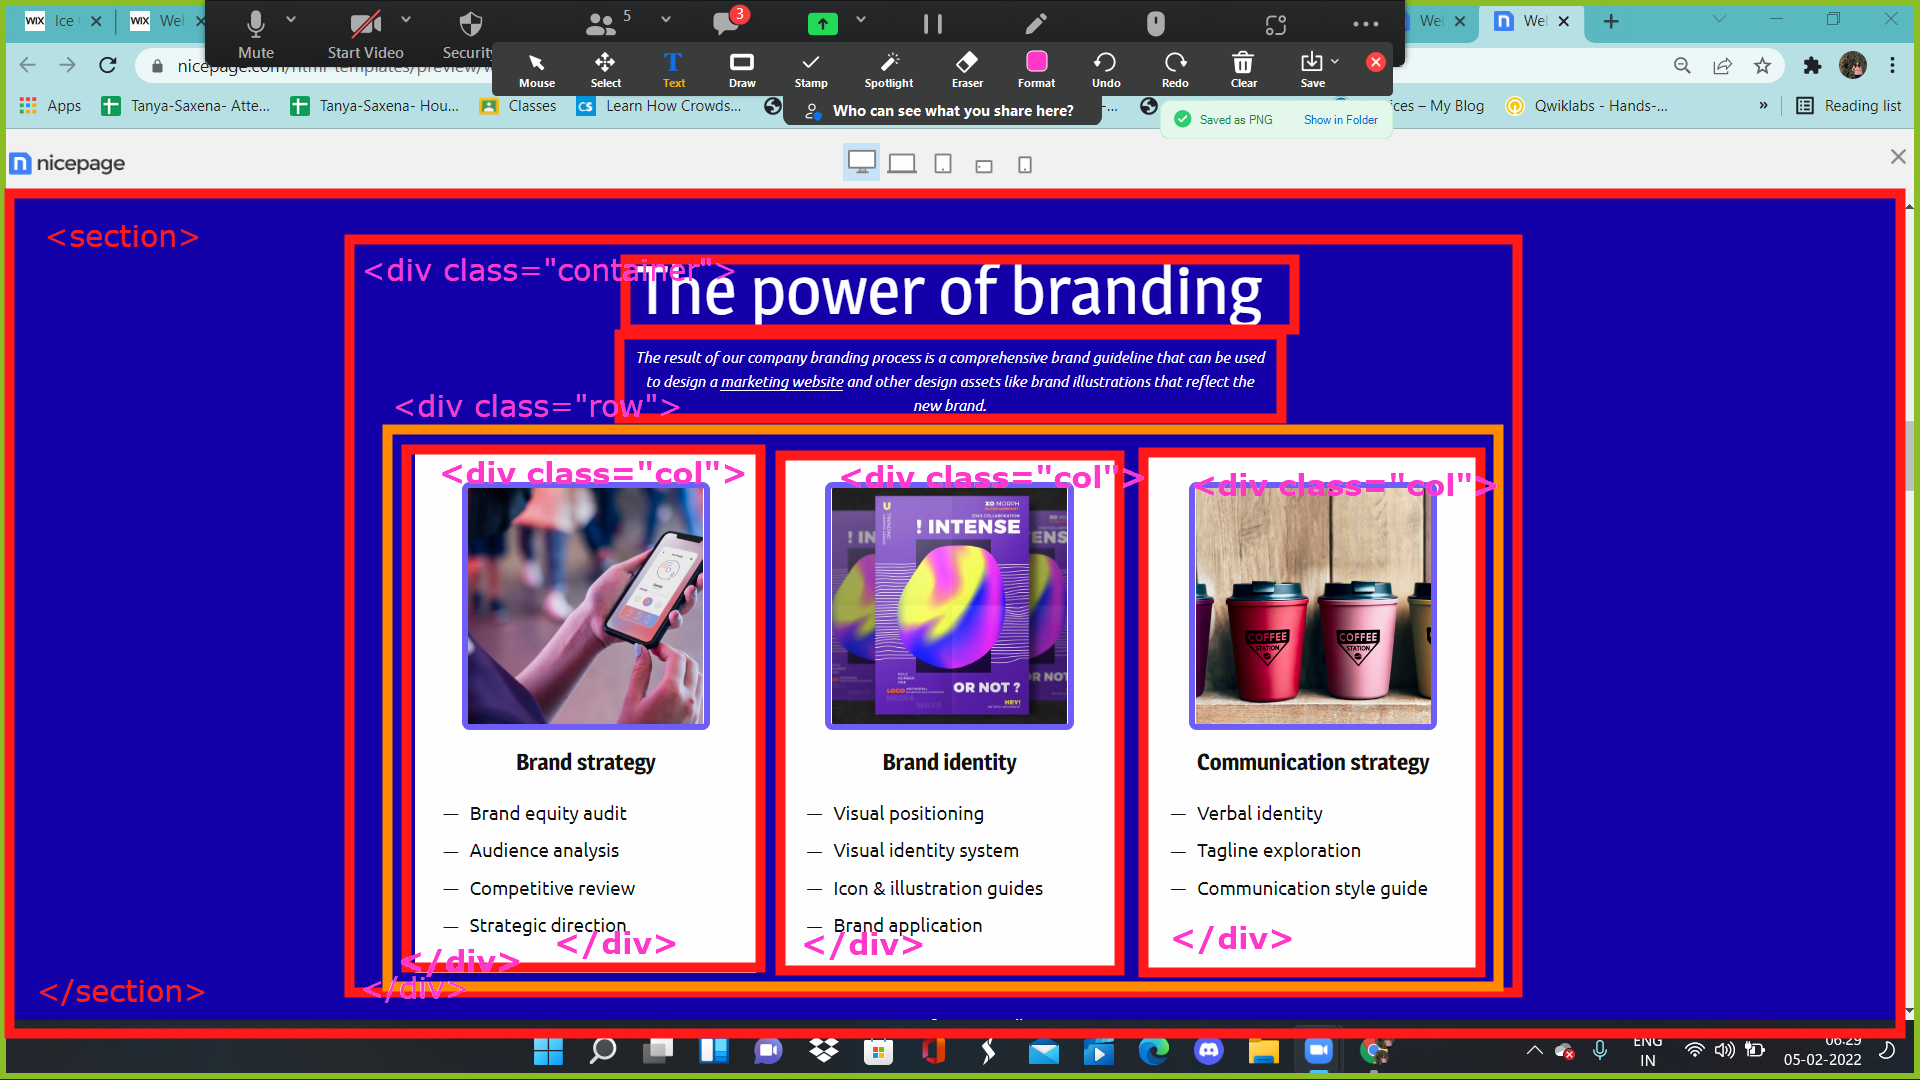 WIX Ice
WIX Wel
Wel
Wel
Mute
Start Video
Security
5
3
nicepage.com/html-templates/preview/w
Mouse
Select
Text
Draw
Stamp
Spotlight
Eraser
Format
Undo
Redo
Clear
Save
Apps
Tanya-Saxena- Atte...
Tanya-Saxena- Hou...
Classes
Learn How Crowds...
Who can see what you share here?
Saved as PNG
Show in Folder
ices – My Blog
Qwiklabs - Hands-...
»
Reading list
nicepage
<section>
<div class="container">
The power of branding
The result of our company branding process is a comprehensive brand guideline that can be used
to design a marketing website and other design assets like brand illustrations that reflect the
new brand.
<div class="row">
<div class="col">
<div class="col">
<div class="col">
XO MORPH
! INTENSE
OR NOT ?
HEY!
LOGO
COFFEE
STATION
COFFEE
STATION
Brand strategy
— Brand equity audit
— Audience analysis
— Competitive review
— Strategic direction
</div>
Brand identity
— Visual positioning
— Visual identity system
— Icon & illustration guides
— Brand application
</div>
Communication strategy
— Verbal identity
— Tagline exploration
— Communication style guide
</div>
</div>
</div>
</section>
ENG
IN
06:29
05-02-2022